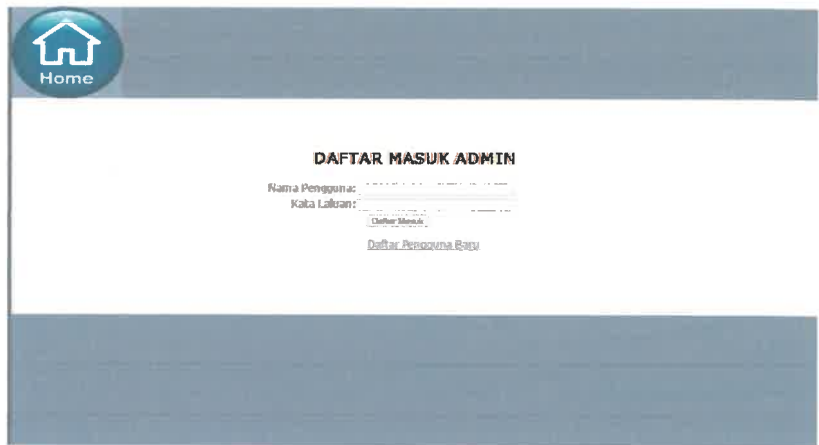 Home
DAFTAR MASUK ADMIN
Nama Pengguna:
Kata Laluan:
Daftar Masuk
Daftar Pengguna Baru